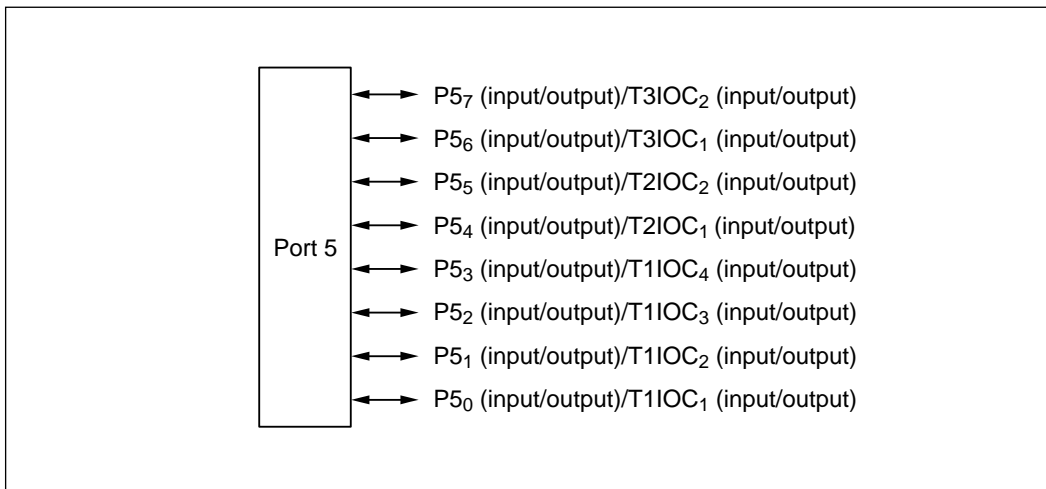 P5₇ (input/output)/T3IOC₂ (input/output)
P5₆ (input/output)/T3IOC₁ (input/output)
P5₅ (input/output)/T2IOC₂ (input/output)
P5₄ (input/output)/T2IOC₁ (input/output)
Port 5
P5₃ (input/output)/T1IOC₄ (input/output)
P5₂ (input/output)/T1IOC₃ (input/output)
P5₁ (input/output)/T1IOC₂ (input/output)
P5₀ (input/output)/T1IOC₁ (input/output)